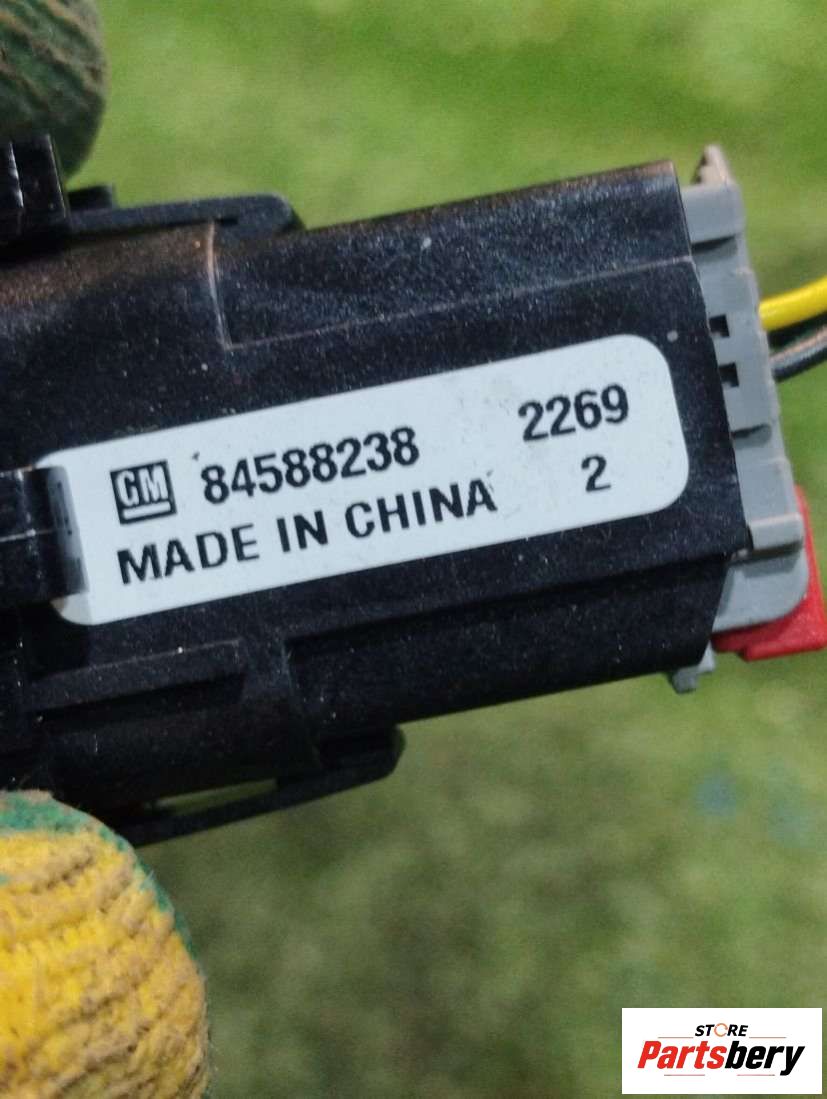 GM 84588238 2269
MADE IN CHINA 2
STORE
Partsbery